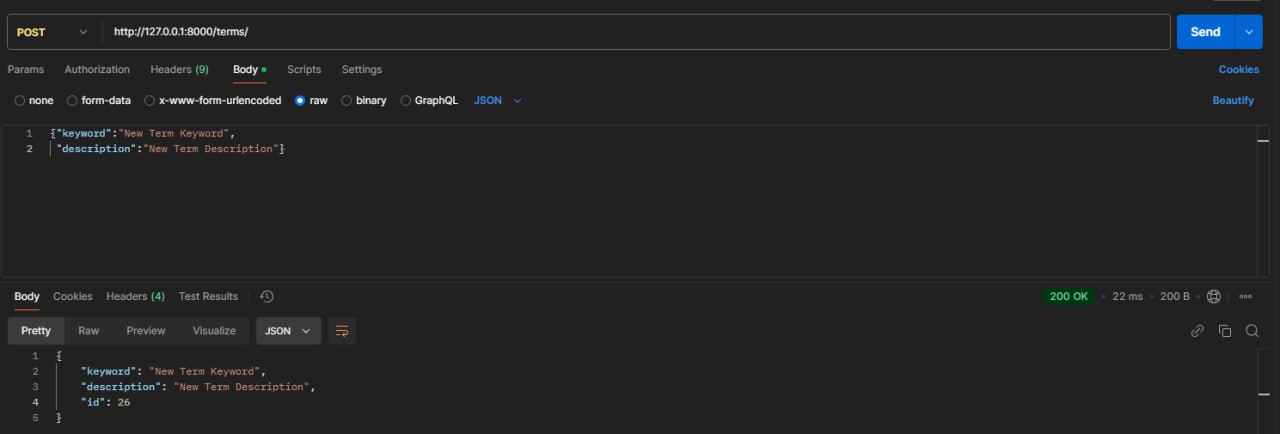 POST http://127.0.0.1:8000/terms/ Send
Params Authorization Headers (9) Body Scripts Settings Cookies
none form-data x-www-form-urlencoded raw binary GraphQL JSON Beautify
1 {"keyword":"New Term Keyword",
2 "description":"New Term Description"}
Body Cookies Headers (4) Test Results 200 OK 22 ms 200 B
Pretty Raw Preview Visualize JSON
1 {
2 "keyword": "New Term Keyword",
3 "description": "New Term Description",
4 "id": 26
5 }